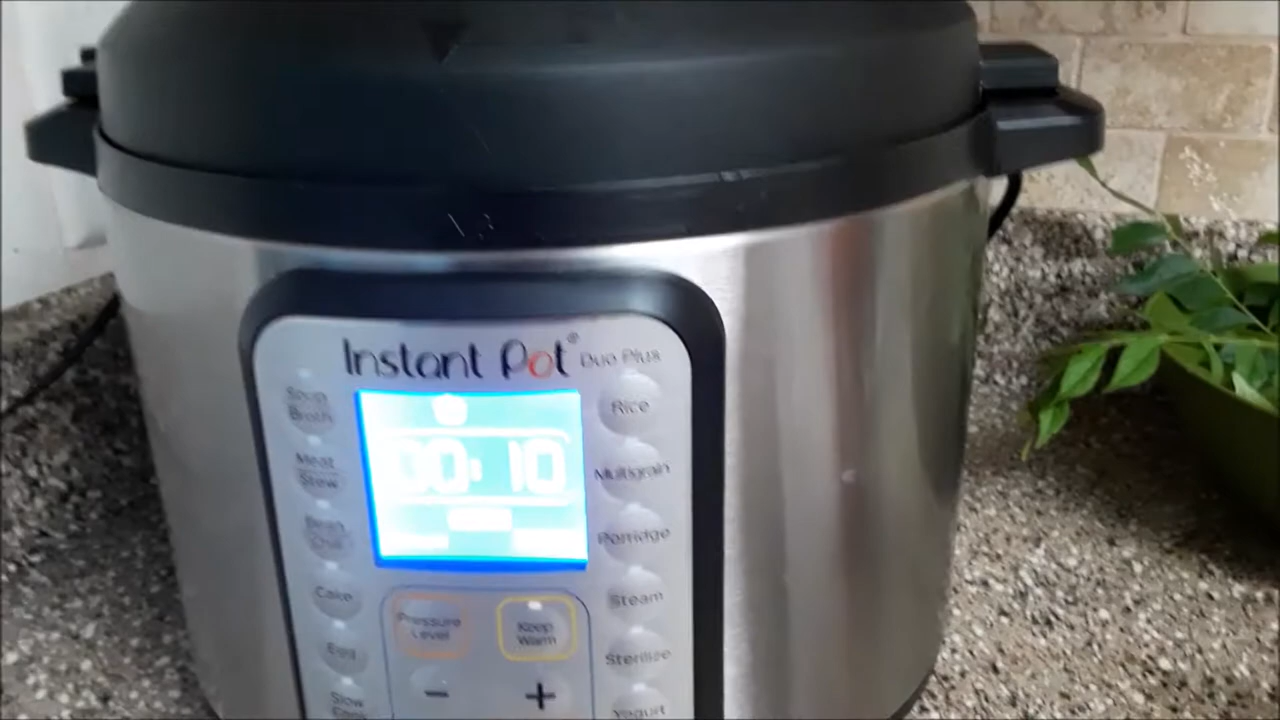 Instant Pot® Duo Plus
Soup
Broth
Meat
Stew
Bean
Chili
Cake
Egg
Slow
00:10
Pressure
Level
Keep
Warm
−
+
Rice
Multigrain
Porridge
Steam
Sterilize
Yogurt